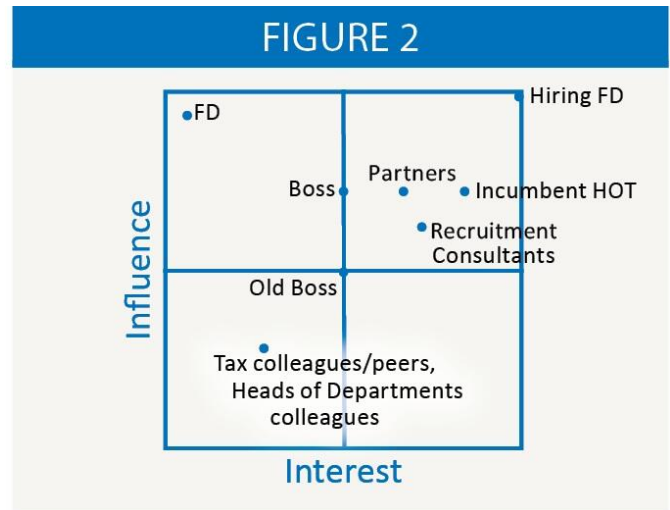 FIGURE 2
Hiring FD
FD
Partners
Boss
Incumbent HOT
Recruitment
Consultants
Old Boss
Influence
Tax colleagues/peers,
Heads of Departments
colleagues
Interest